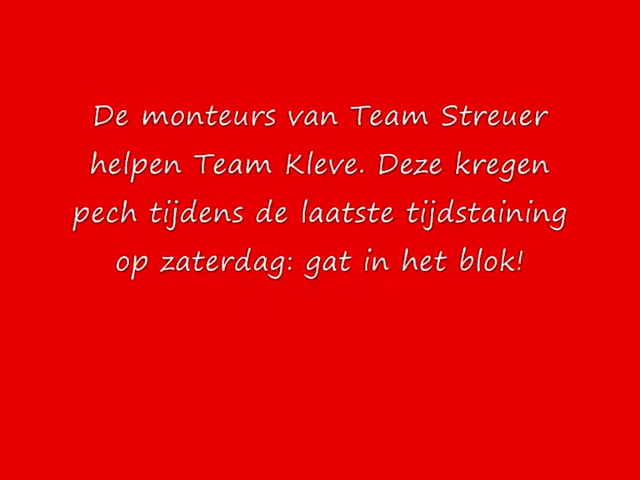 De monteurs van Team Streuer
helpen Team Kleve. Deze kregen
pech tijdens de laatste tijdstaining
op zaterdag: gat in het blok!